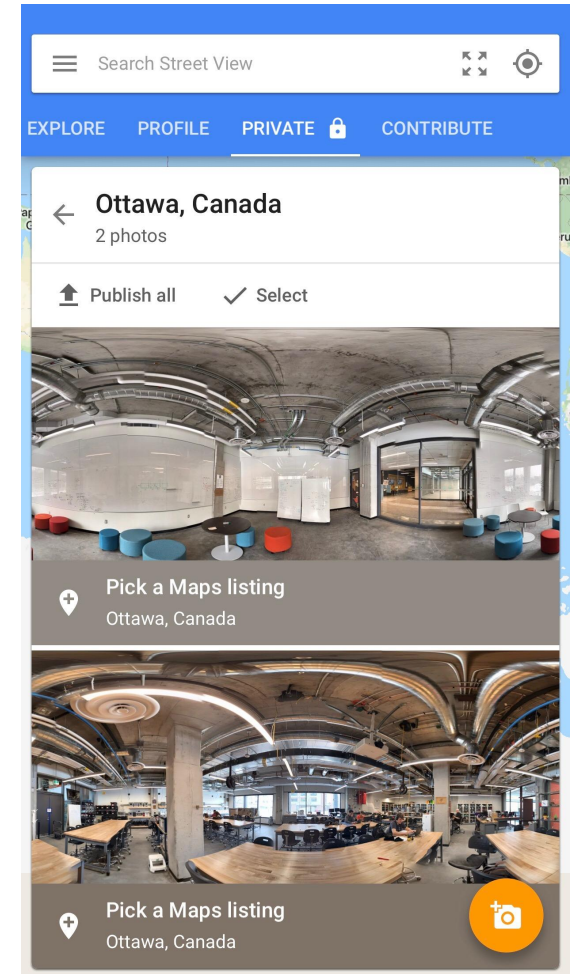 Search Street View
EXPLORE PROFILE PRIVATE CONTRIBUTE
Ottawa, Canada
2 photos
Publish all Select
Pick a Maps listing
Ottawa, Canada
Pick a Maps listing
Ottawa, Canada